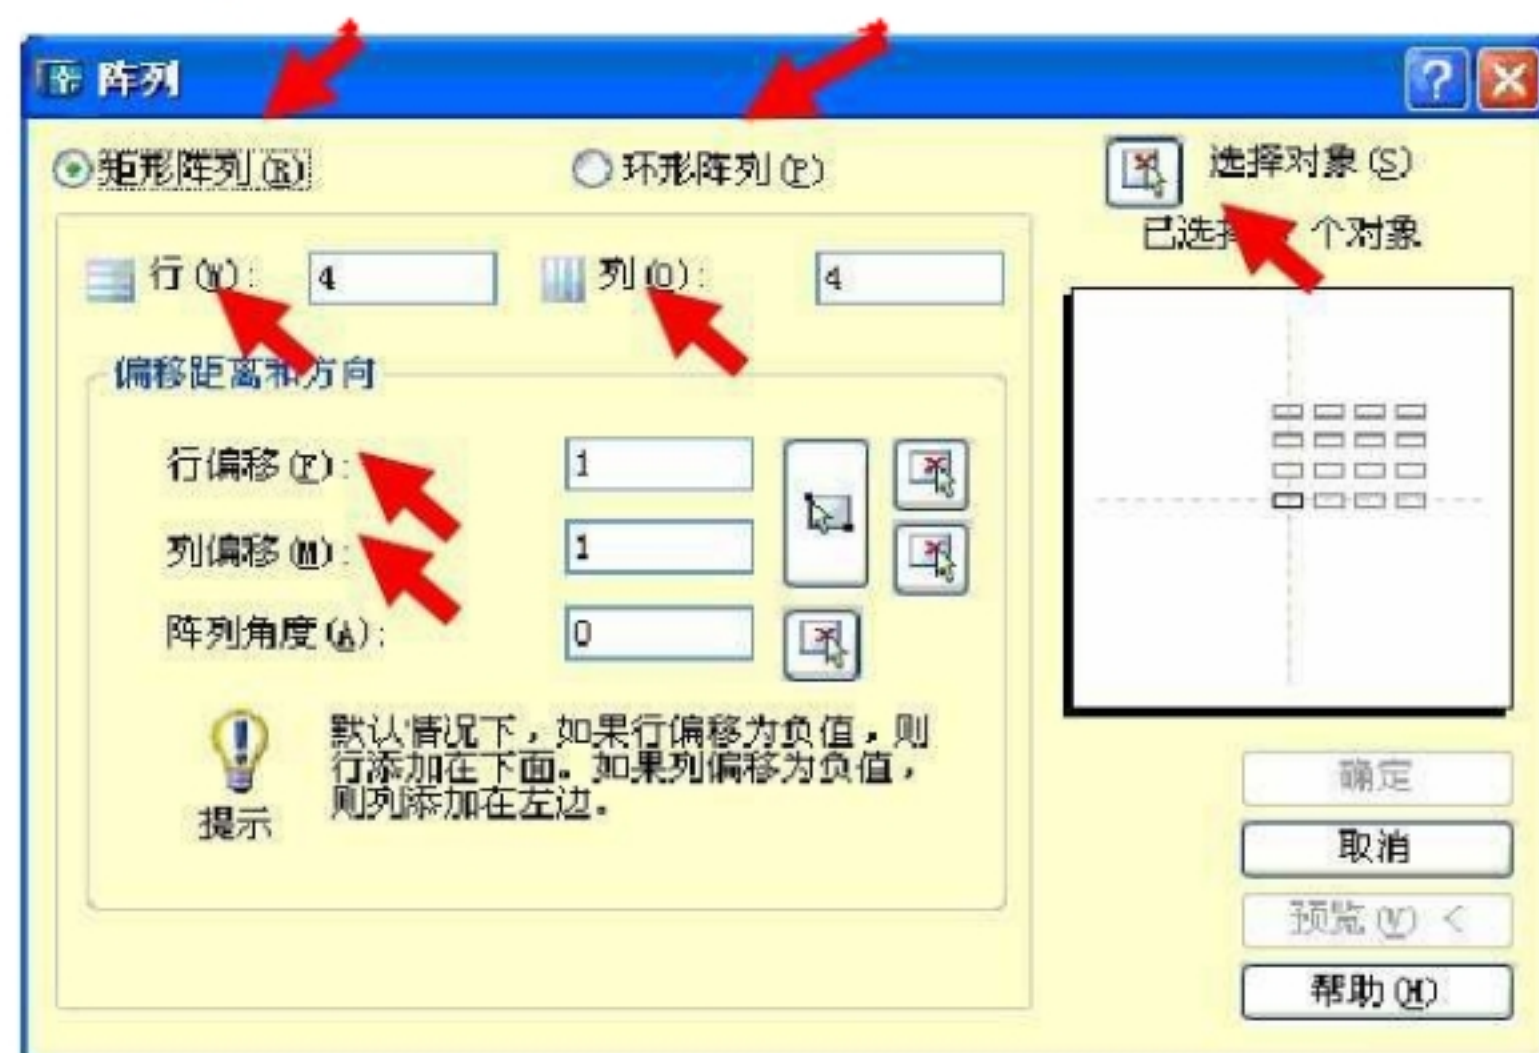 阵列
矩形阵列(R)
环形阵列(P)
选择对象(S)
已选择 个对象
行(W):
4
列(O):
4
偏移距离和方向
行偏移(F):
1
列偏移(M):
1
阵列角度(A):
0
提示
默认情况下，如果行偏移为负值，则
行添加在下面。如果列偏移为负值，
则列添加在左边。
确定
取消
预览(V) <
帮助(H)